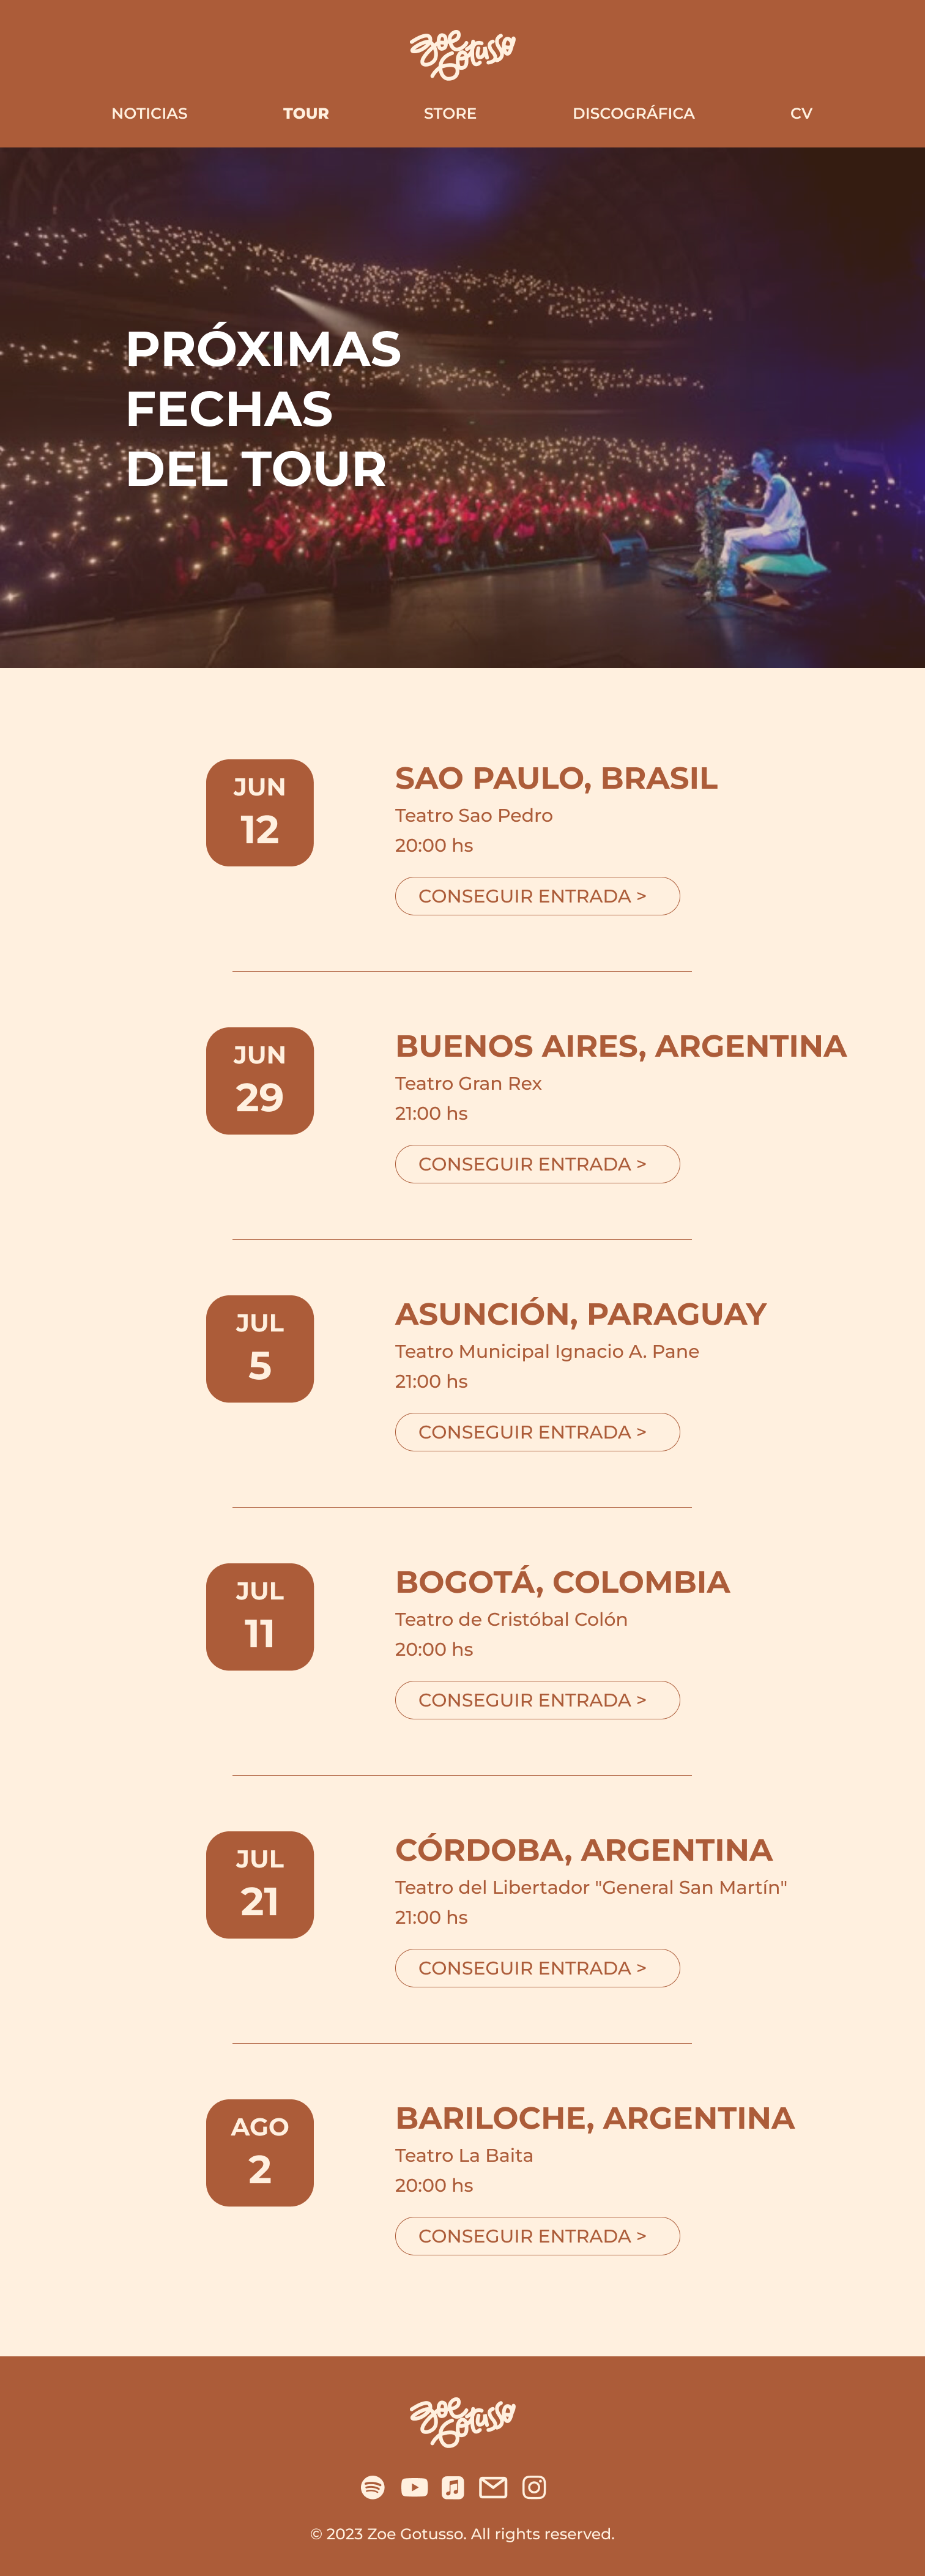 Zoe
Gotusso
NOTICIAS TOUR STORE DISCOGRÁFICA CV
PRÓXIMAS
FECHAS
DEL TOUR
JUN
12
SAO PAULO, BRASIL
Teatro Sao Pedro
20:00 hs
CONSEGUIR ENTRADA >
JUN
29
BUENOS AIRES, ARGENTINA
Teatro Gran Rex
21:00 hs
CONSEGUIR ENTRADA >
JUL
5
ASUNCIÓN, PARAGUAY
Teatro Municipal Ignacio A. Pane
21:00 hs
CONSEGUIR ENTRADA >
JUL
11
BOGOTÁ, COLOMBIA
Teatro de Cristóbal Colón
20:00 hs
CONSEGUIR ENTRADA >
JUL
21
CÓRDOBA, ARGENTINA
Teatro del Libertador "General San Martín"
21:00 hs
CONSEGUIR ENTRADA >
AGO
2
BARILOCHE, ARGENTINA
Teatro La Baita
20:00 hs
CONSEGUIR ENTRADA >
Zoe
Gotusso
© 2023 Zoe Gotusso. All rights reserved.